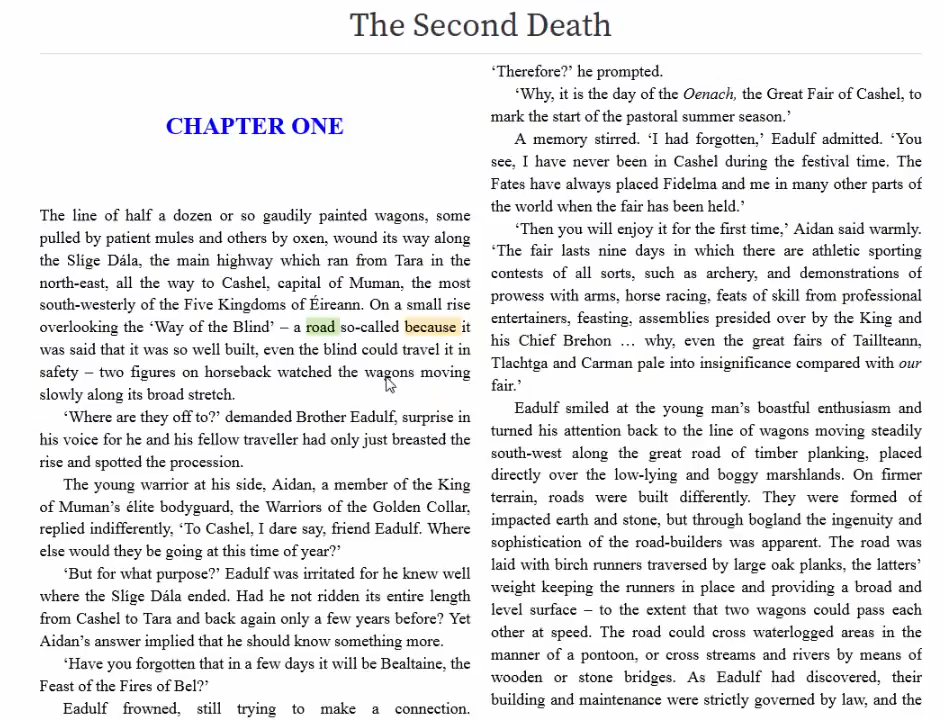 The Second Death
CHAPTER ONE
The line of half a dozen or so gaudily painted wagons, some
pulled by patient mules and others by oxen, wound its way along
the Slíge Dála, the main highway which ran from Tara in the
north-east, all the way to Cashel, capital of Muman, the most
south-westerly of the Five Kingdoms of Éireann. On a small rise
overlooking the ‘Way of the Blind’ – a road so-called because it
was said that it was so well built, even the blind could travel it in
safety – two figures on horseback watched the wagons moving
slowly along its broad stretch.
‘Where are they off to?’ demanded Brother Eadulf, surprise in
his voice for he and his fellow traveller had only just breasted the
rise and spotted the procession.
The young warrior at his side, Aidan, a member of the King
of Muman’s élite bodyguard, the Warriors of the Golden Collar,
replied indifferently, ‘To Cashel, I dare say, friend Eadulf. Where
else would they be going at this time of year?’
‘But for what purpose?’ Eadulf was irritated for he knew well
where the Slíge Dála ended. Had he not ridden its entire length
from Cashel to Tara and back again only a few years before? Yet
Aidan’s answer implied that he should know something more.
‘Have you forgotten that in a few days it will be Bealtaine, the
Feast of the Fires of Bel?’
Eadulf frowned, still trying to make a connection.
‘Therefore?’ he prompted.
‘Why, it is the day of the Oenach, the Great Fair of Cashel, to
mark the start of the pastoral summer season.’
A memory stirred. ‘I had forgotten,’ Eadulf admitted. ‘You
see, I have never been in Cashel during the festival time. The
Fates have always placed Fidelma and me in many other parts of
the world when the fair has been held.’
‘Then you will enjoy it for the first time,’ Aidan said warmly.
‘The fair lasts nine days in which there are athletic sporting
contests of all sorts, such as archery, and demonstrations of
prowess with arms, horse racing, feats of skill from professional
entertainers, feasting, assemblies presided over by the King and
his Chief Brehon … why, even the great fairs of Taillteann,
Tlachtga and Carman pale into insignificance compared with our
fair.’
Eadulf smiled at the young man’s boastful enthusiasm and
turned his attention back to the line of wagons moving steadily
south-west along the great road of timber planking, placed
directly over the low-lying and boggy marshlands. On firmer
terrain, roads were built differently. They were formed of
impacted earth and stone, but through bogland the ingenuity and
sophistication of the road-builders was apparent. The road was
laid with birch runners traversed by large oak planks, the latters’
weight keeping the runners in place and providing a broad and
level surface – to the extent that two wagons could pass each
other at speed. The road could cross waterlogged areas in the
manner of a pontoon, or cross streams and rivers by means of
wooden or stone bridges. As Eadulf had discovered, their
building and maintenance were strictly governed by law, and the